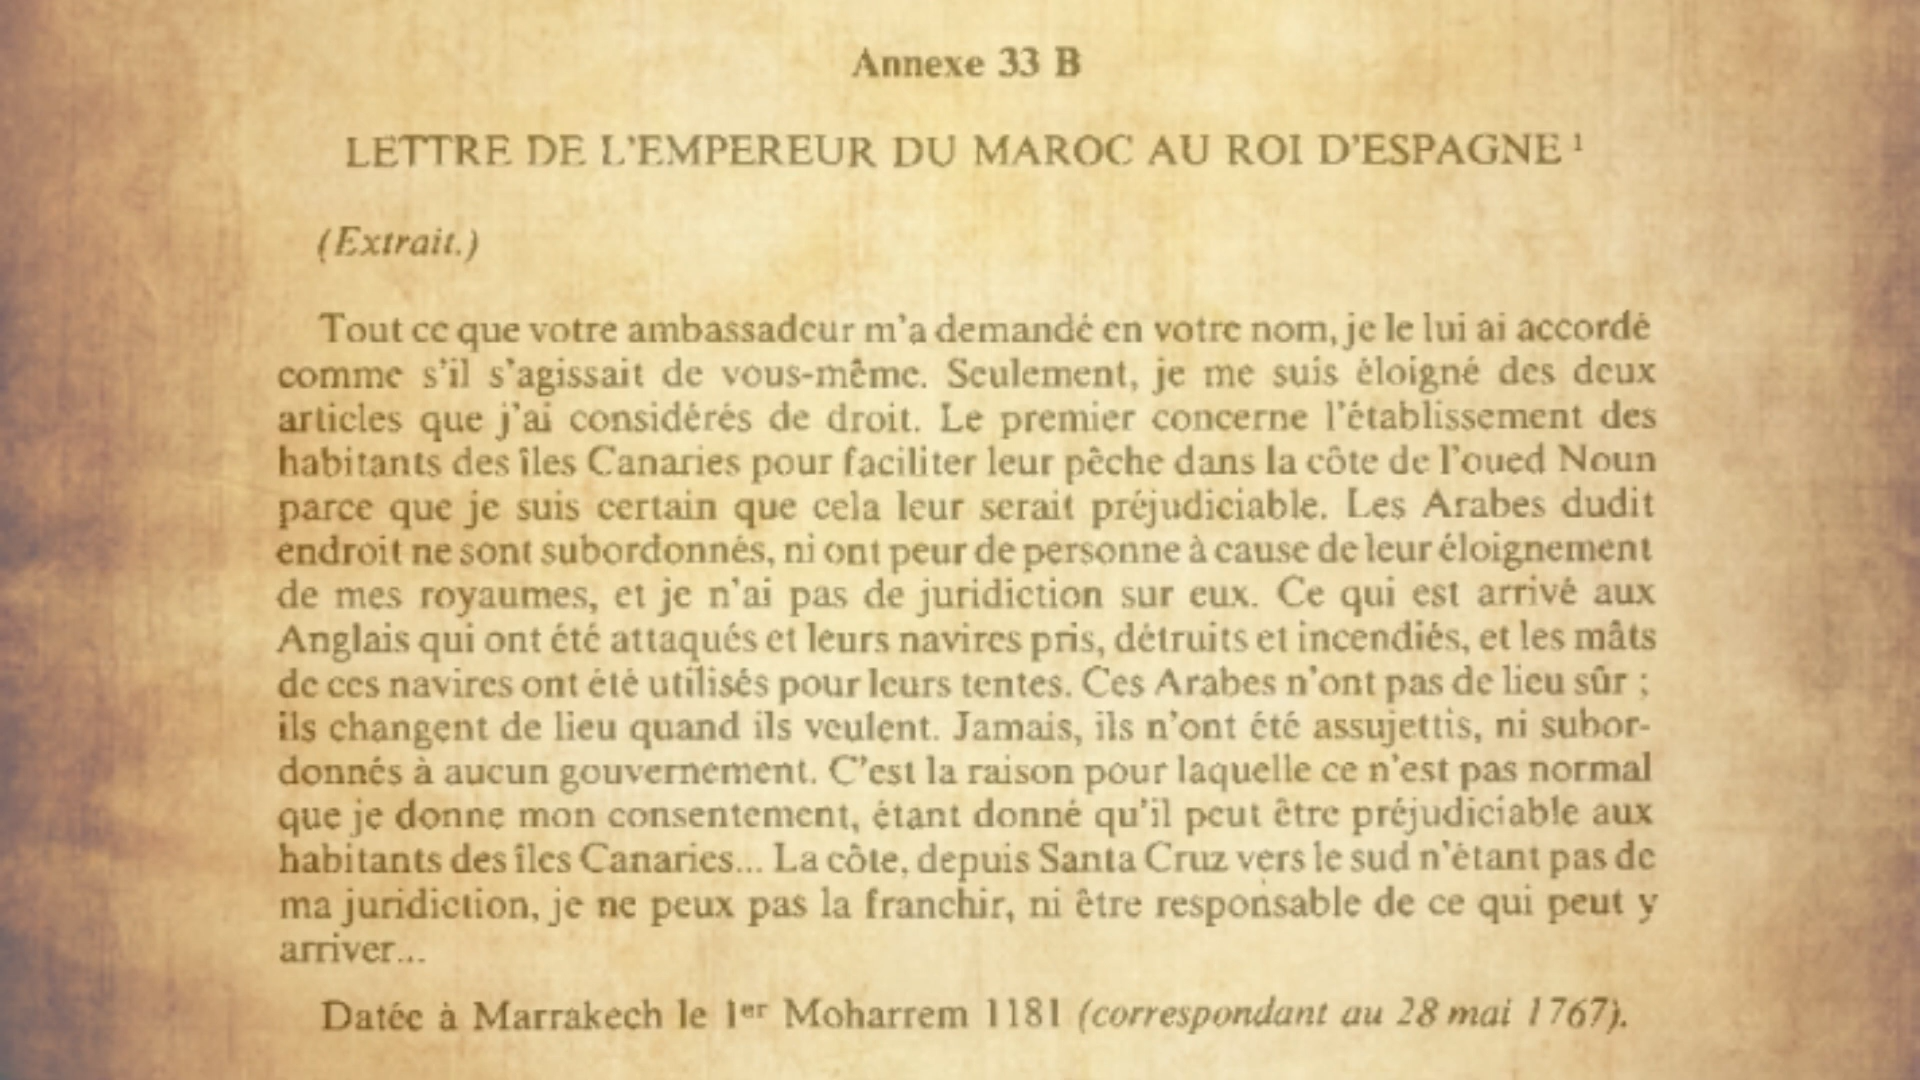 Annexe 33 B
LETTRE DE L'EMPEREUR DU MAROC AU ROI D'ESPAGNE 1
(Extrait.)
Tout ce que votre ambassadeur m'a demandé en votre nom, je le lui ai accordé
comme s'il s'agissait de vous-même. Seulement, je me suis éloigné des deux
articles que j'ai considérés de droit. Le premier concerne l'établissement des
habitants des îles Canaries pour faciliter leur pêche dans la côte de l'oued Noun
parce que je suis certain que cela leur serait préjudiciable. Les Arabes dudit
endroit ne sont subordonnés, ni ont peur de personne à cause de leur éloignement
de mes royaumes, et je n'ai pas de juridiction sur eux. Ce qui est arrivé aux
Anglais qui ont été attaqués et leurs navires pris, détruits et incendiés, et les mâts
de ces navires ont été utilisés pour leurs tentes. Ces Arabes n'ont pas de lieu sûr ;
ils changent de lieu quand ils veulent. Jamais, ils n'ont été assujettis, ni subor-
donnés à aucun gouvernement. C'est la raison pour laquelle ce n'est pas normal
que je donne mon consentement, étant donné qu'il peut être préjudiciable aux
habitants des îles Canaries... La côte, depuis Santa Cruz vers le sud n'étant pas de
ma juridiction, je ne peux pas la franchir, ni être responsable de ce qui peut y
arriver...
Datée à Marrakech le 1er Moharrem 1181 (correspondant au 28 mai 1767).